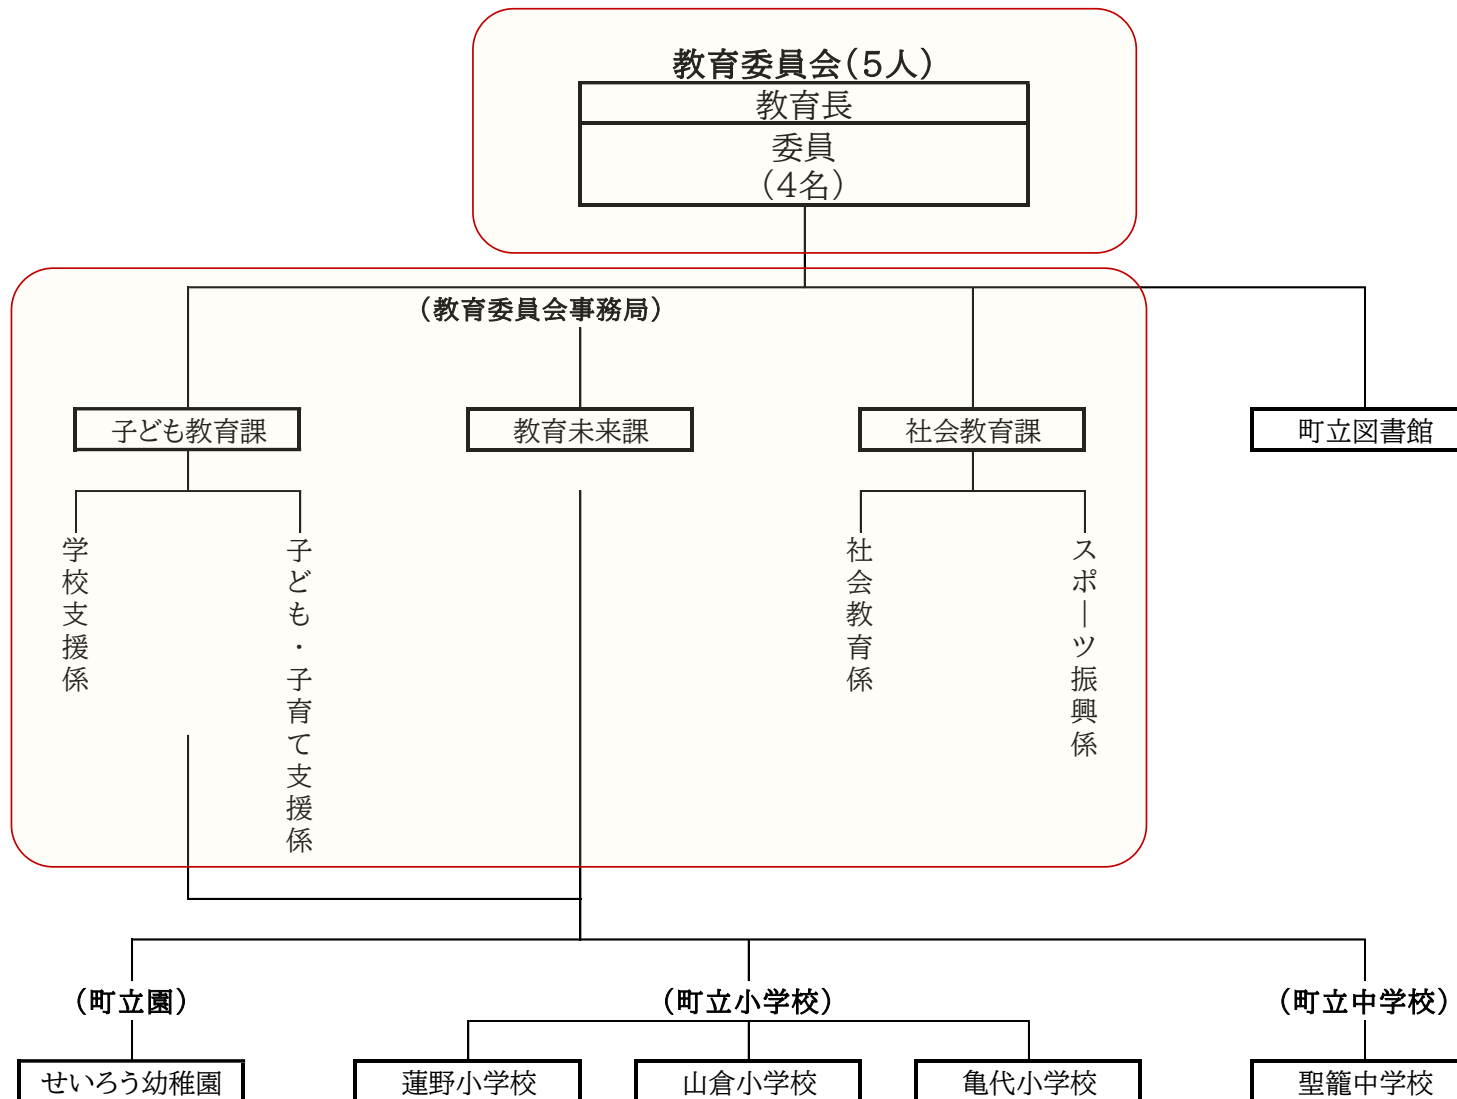 教育委員会(5人)
教育長
委員
(4名)
(教育委員会事務局)
子ども教育課
教育未来課
社会教育課
町立図書館
学校支援係
子ども・子育て支援係
社会教育係
スポーツ振興係
(町立園)
(町立小学校)
(町立中学校)
せいろう幼稚園
蓮野小学校
山倉小学校
亀代小学校
聖籠中学校